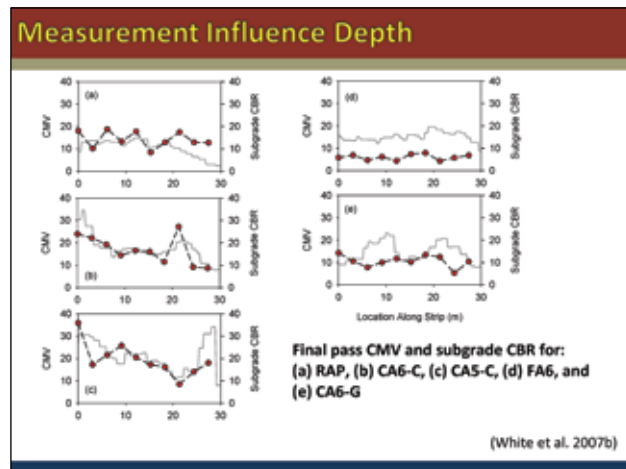 Measurement Influence Depth
40
30
20
10
0
CMV
(a)
40
30
20
10
0
Subgrade CBR
0 10 20 30
40
30
20
10
0
CMV
(b)
40
30
20
10
0
Subgrade CBR
0 10 20 30
40
30
20
10
0
CMV
(c)
40
30
20
10
0
Subgrade CBR
0 10 20 30
40
30
20
10
0
CMV
(d)
40
30
20
10
0
Subgrade CBR
0 10 20 30
40
30
20
10
0
CMV
(e)
40
30
20
10
0
Subgrade CBR
0 10 20 30
Location Along Strip (m)
Final pass CMV and subgrade CBR for:
(a) RAP, (b) CA6-C, (c) CA5-C, (d) FA6, and
(e) CA6-G
(White et al. 2007b)